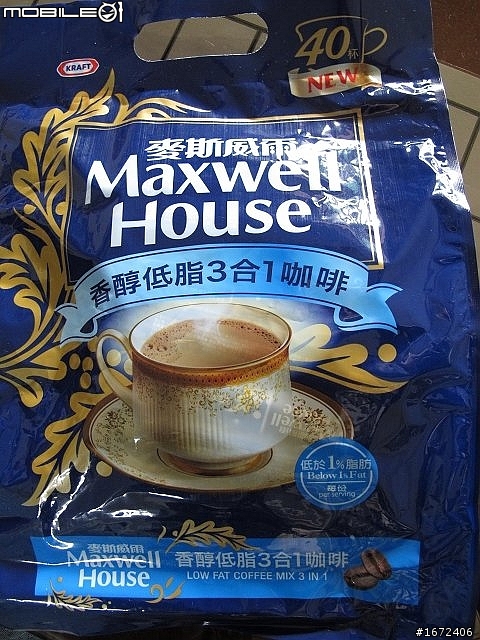 MOBILE01
KRAFT
40杯
NEW
麥斯威爾
Maxwell
House
香醇低脂3合1咖啡
低於1%脂肪
Below 1% Fat
每份
per serving
麥斯威爾
Maxwell
House
香醇低脂3合1咖啡
LOW FAT COFFEE MIX 3 IN 1
#1672406